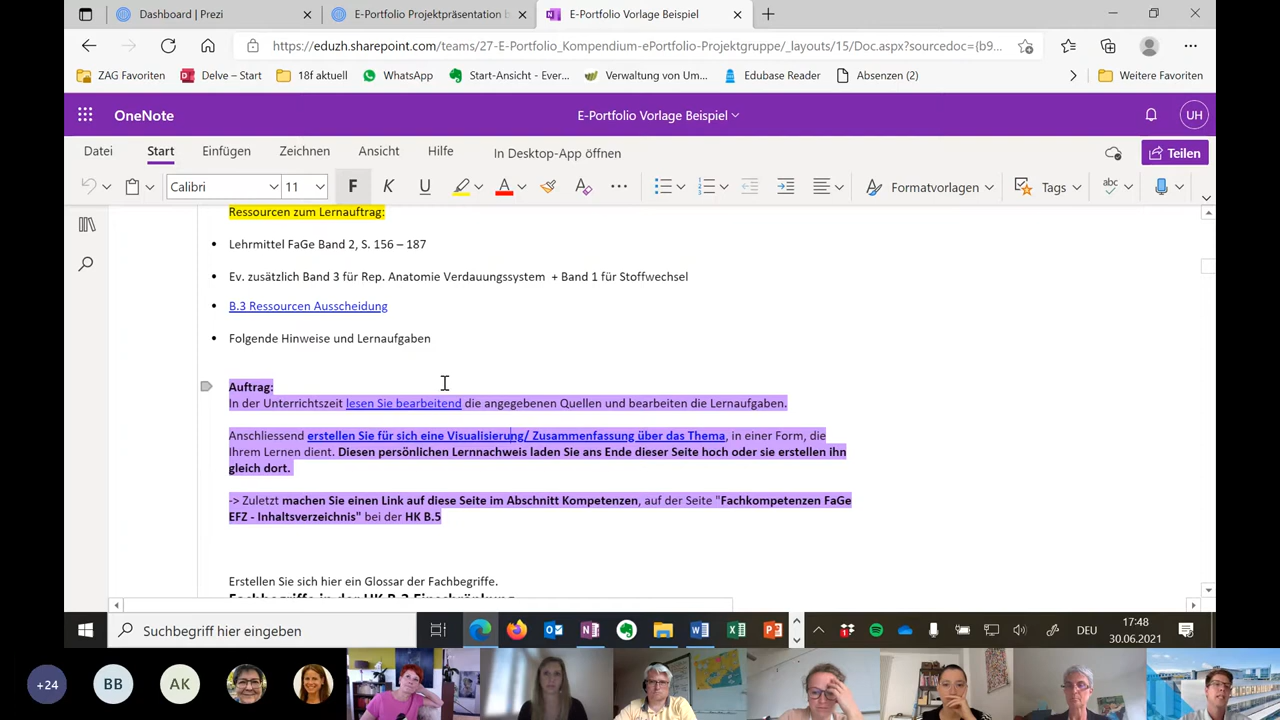 Dashboard | Prezi
E-Portfolio Projektpräsentation b
E-Portfolio Vorlage Beispiel
https://eduzh.sharepoint.com/teams/27-E-Portfolio_Kompendium-ePortfolio-Projektgruppe/_layouts/15/Doc.aspx?sourcedoc={b9...
ZAG Favoriten
Delve – Start
18f aktuell
WhatsApp
Start-Ansicht - Ever...
Verwaltung von Um...
Edubase Reader
Absenzen (2)
Weitere Favoriten
OneNote
E-Portfolio Vorlage Beispiel
UH
Datei
Start
Einfügen
Zeichnen
Ansicht
Hilfe
In Desktop-App öffnen
Teilen
Calibri
11
F
K
U
A
Formatvorlagen
Tags
abc
Ressourcen zum Lernauftrag:
• Lehrmittel FaGe Band 2, S. 156 – 187
• Ev. zusätzlich Band 3 für Rep. Anatomie Verdauungssystem + Band 1 für Stoffwechsel
• B.3 Ressourcen Ausscheidung
• Folgende Hinweise und Lernaufgaben
Auftrag:
In der Unterrichtszeit lesen Sie bearbeitend die angegebenen Quellen und bearbeiten die Lernaufgaben.
Anschliessend erstellen Sie für sich eine Visualisierung/ Zusammenfassung über das Thema, in einer Form, die
Ihrem Lernen dient. Diesen persönlichen Lernnachweis laden Sie ans Ende dieser Seite hoch oder sie erstellen ihn
gleich dort.
-> Zuletzt machen Sie einen Link auf diese Seite im Abschnitt Kompetenzen, auf der Seite "Fachkompetenzen FaGe
EFZ - Inhaltsverzeichnis" bei der HK B.5
Erstellen Sie sich hier ein Glossar der Fachbegriffe.
Fachbegriffe in der HK B.3 Einschränkung
Suchbegriff hier eingeben
DEU
17:48
30.06.2021
+24
BB
AK